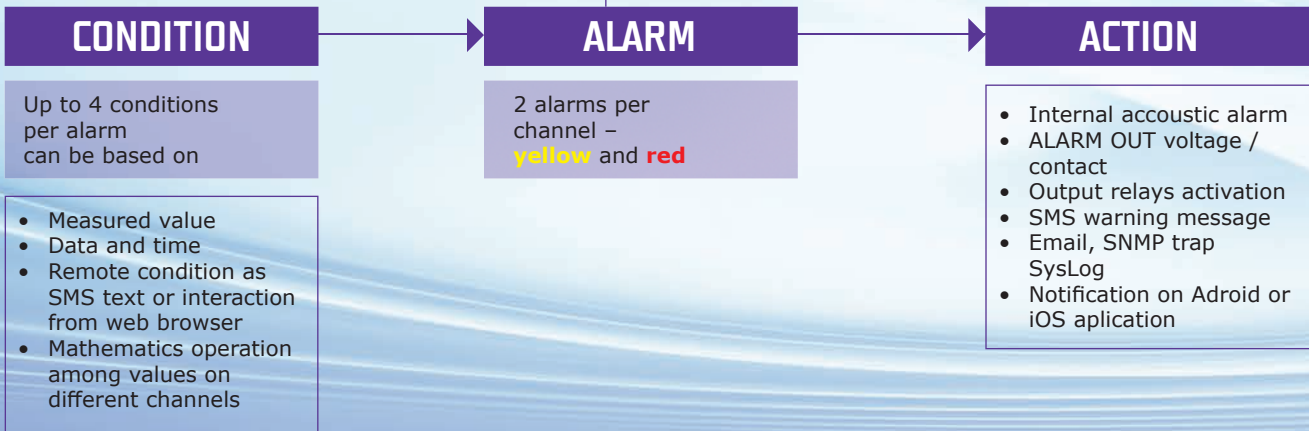 CONDITION
Up to 4 conditions
per alarm
can be based on
• Measured value
• Data and time
• Remote condition as
SMS text or interaction
from web browser
• Mathematics operation
among values on
different channels
ALARM
2 alarms per
channel –
yellow and red
ACTION
• Internal accoustic alarm
• ALARM OUT voltage /
contact
• Output relays activation
• SMS warning message
• Email, SNMP trap
SysLog
• Notification on Adroid or
iOS aplication